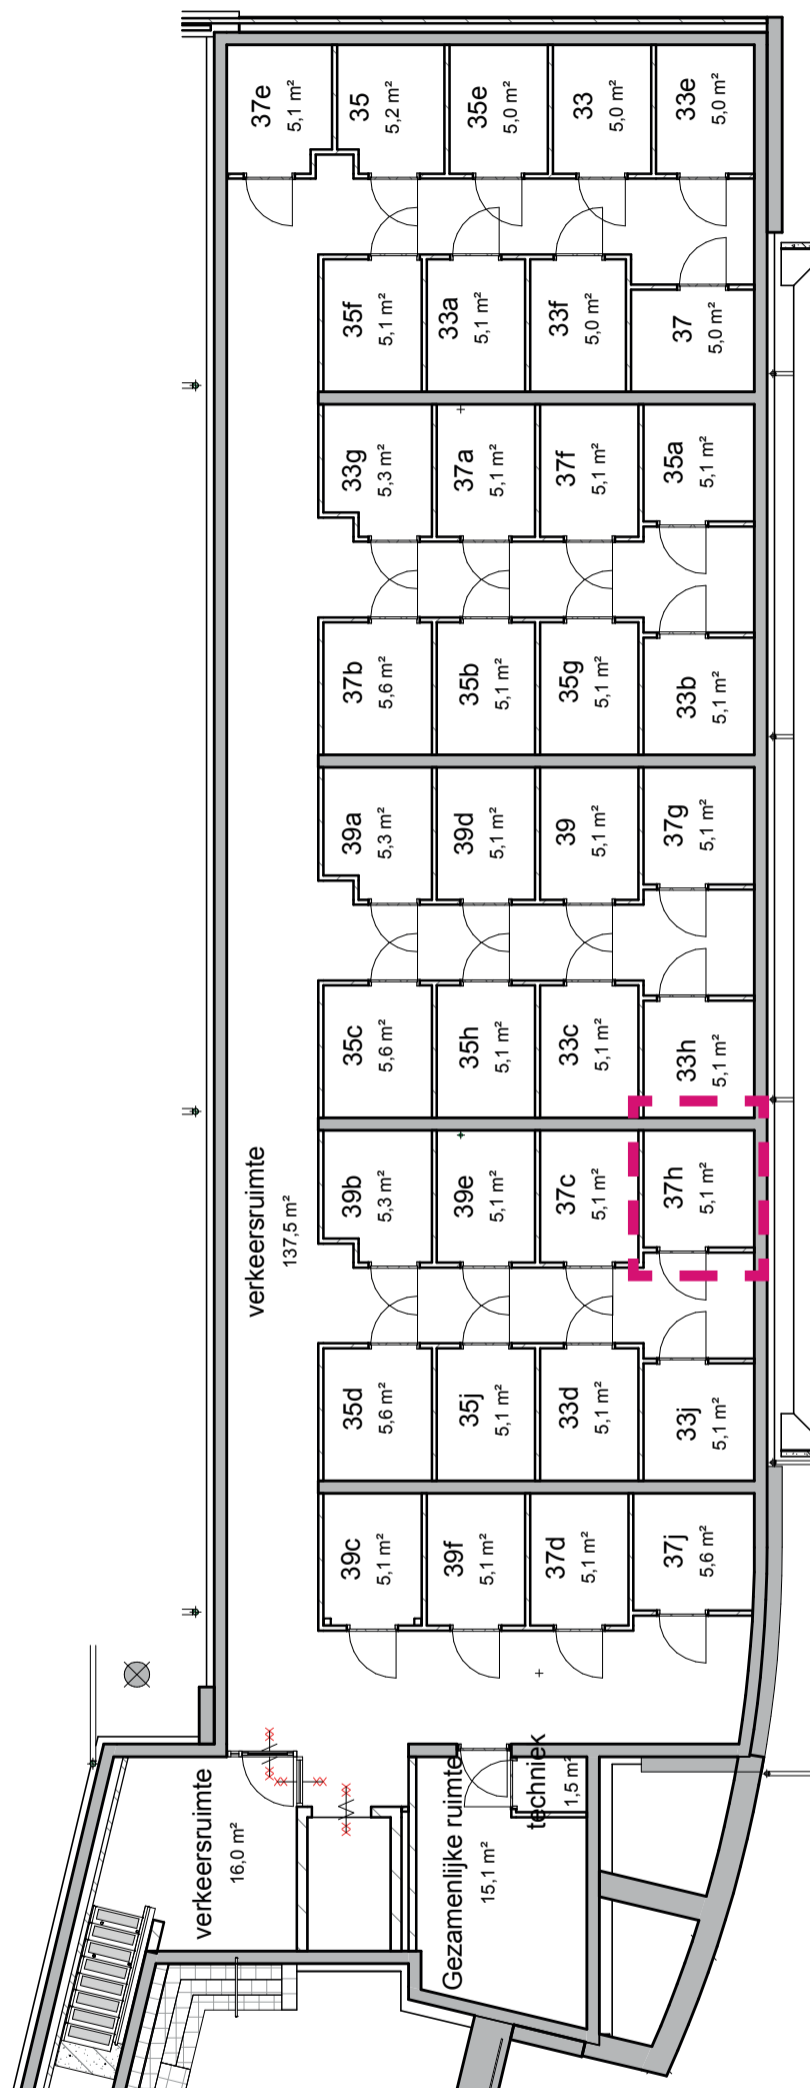 37e
5,1 m²
35
5,2 m²
35e
5,0 m²
33
5,0 m²
33e
5,0 m²
35f
5,1 m²
33a
5,1 m²
33f
5,0 m²
37
5,0 m²
33g
5,3 m²
37a
5,1 m²
37f
5,1 m²
35a
5,1 m²
37b
5,6 m²
35b
5,1 m²
35g
5,1 m²
33b
5,1 m²
39a
5,3 m²
39d
5,1 m²
39
5,1 m²
37g
5,1 m²
35c
5,6 m²
35h
5,1 m²
33c
5,1 m²
33h
5,1 m²
verkeersruimte
137,5 m²
39b
5,3 m²
39e
5,1 m²
37c
5,1 m²
37h
5,1 m²
35d
5,6 m²
35j
5,1 m²
33d
5,1 m²
33j
5,1 m²
39c
5,1 m²
39f
5,1 m²
37d
5,1 m²
37j
5,6 m²
verkeersruimte
16,0 m²
Gezamenlijke ruimte
15,1 m²
techniek
1,5 m²